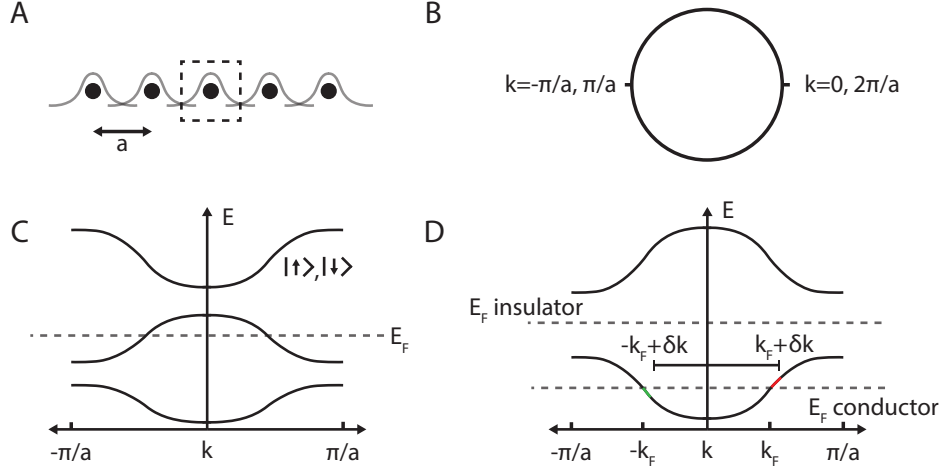 A
a
B
k=-π/a, π/a
k=0, 2π/a
C
E
|↑>,|↓>
E_F
-π/a
k
π/a
D
E
E_F insulator
-k_F+δk
k_F+δk
E_F conductor
-π/a
-k_F
k
k_F
π/a